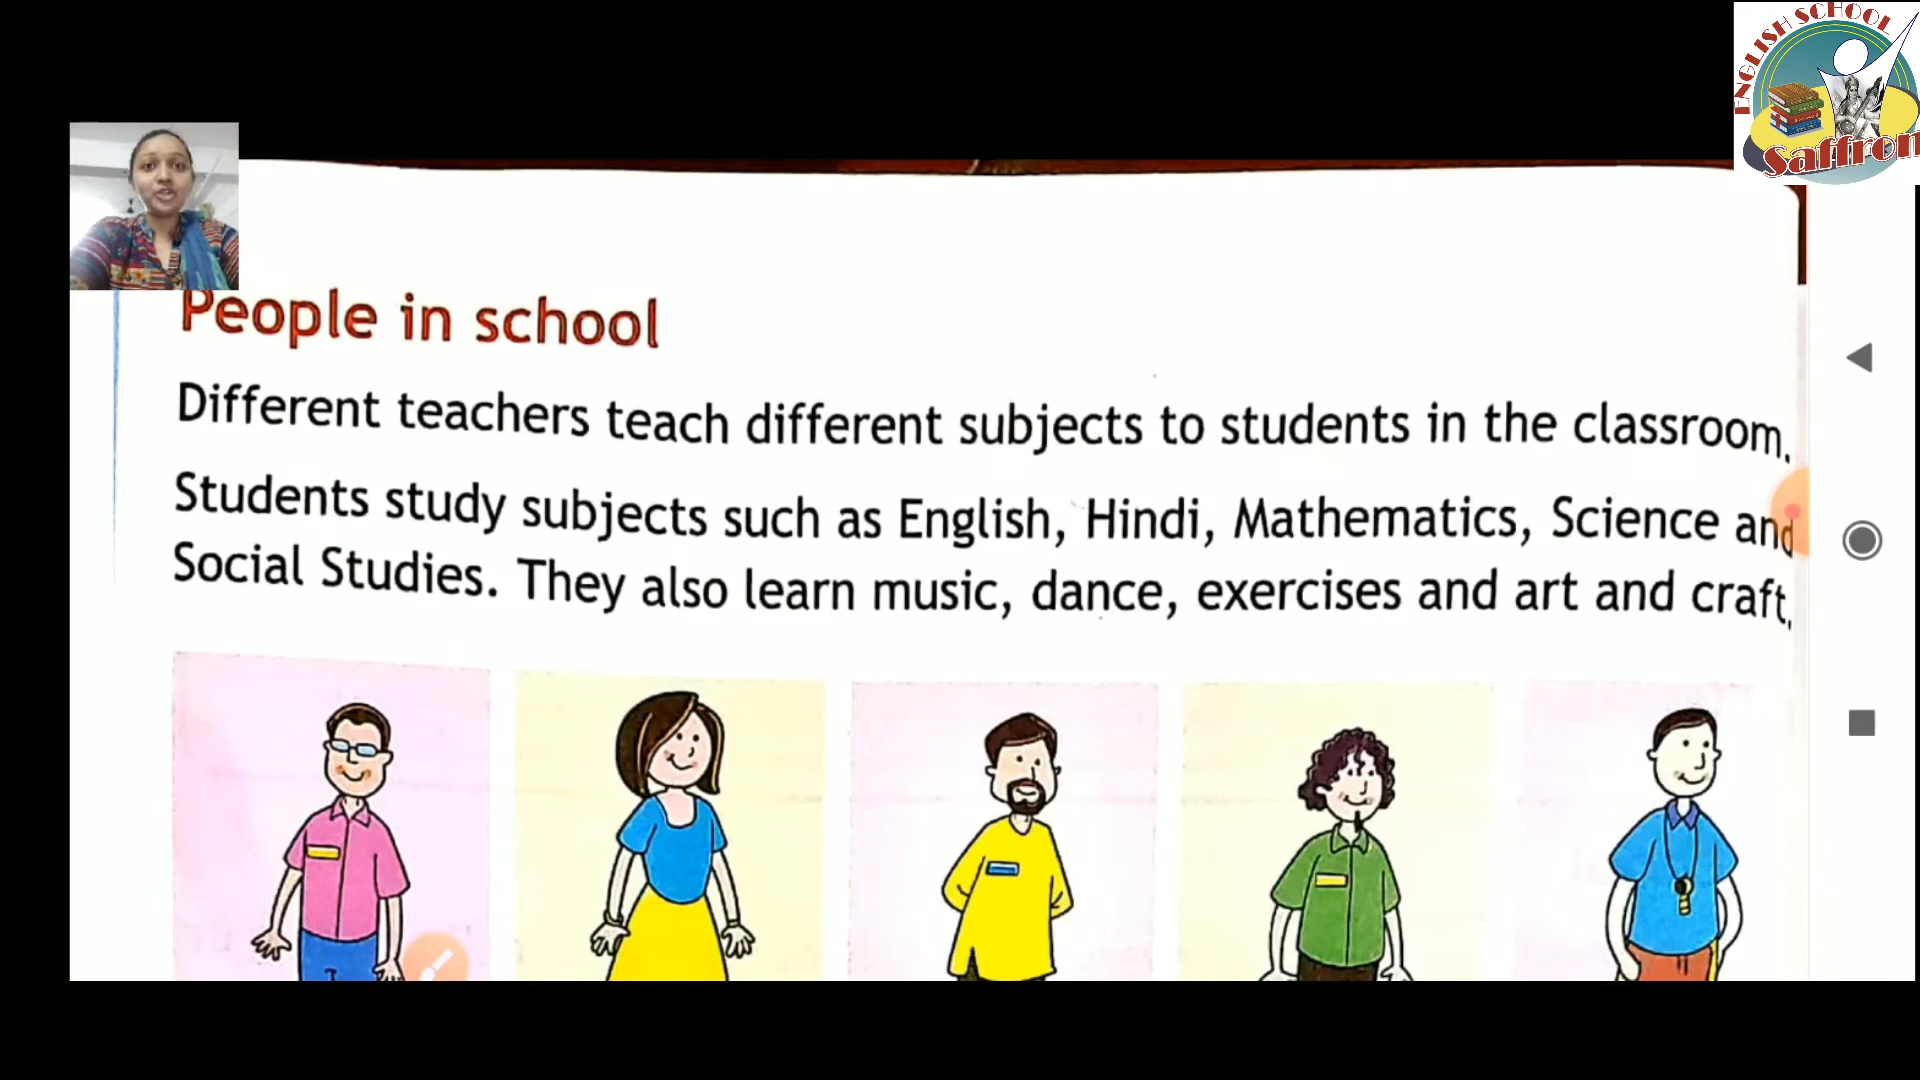 ENGLISH SCHOOL
Saffron
People in school
Different teachers teach different subjects to students in the classroom.
Students study subjects such as English, Hindi, Mathematics, Science and
Social Studies. They also learn music, dance, exercises and art and craft.